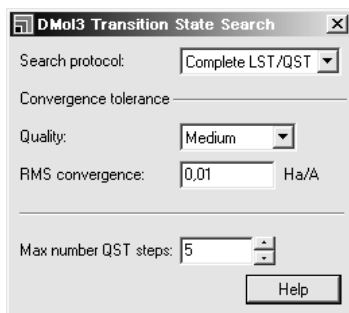 DMol3 Transition State Search
Search protocol: Complete LST/QST
Convergence tolerance
Quality: Medium
RMS convergence: 0,01 Ha/A
Max number QST steps: 5
Help